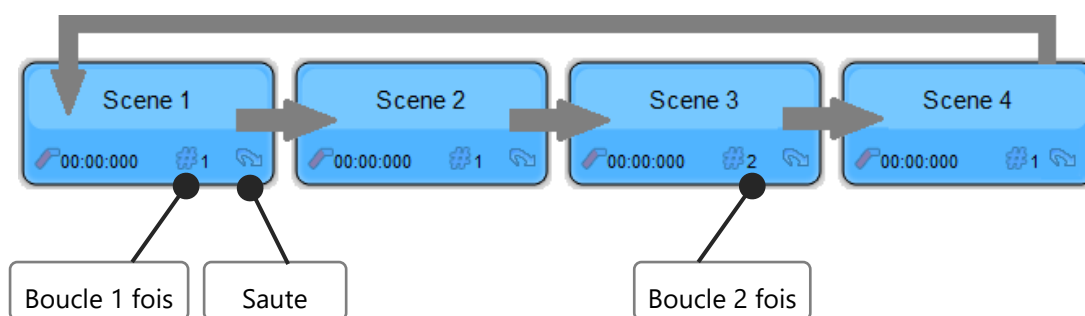 Scene 1
Scene 2
Scene 3
Scene 4
00:00:000 #1
00:00:000 #1
00:00:000 #2
00:00:000 #1
Boucle 1 fois
Saute
Boucle 2 fois